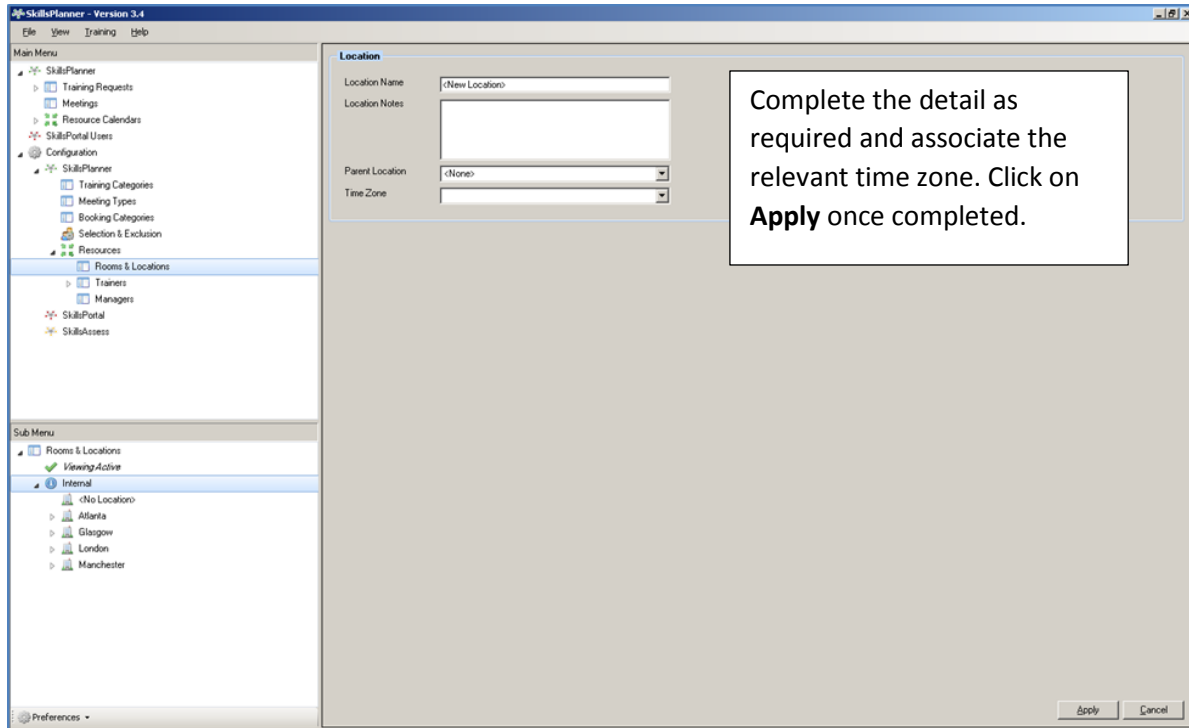 SkillsPlanner - Version 3.4
File View Training Help
Main Menu
SkillsPlanner
Training Requests
Meetings
Resource Calendars
SkillsPortal Users
Configuration
SkillsPlanner
Training Categories
Meeting Types
Booking Categories
Selection & Exclusion
Resources
Rooms & Locations
Trainers
Managers
SkillsPortal
SkillsAssess
Sub Menu
Rooms & Locations
Viewing Active
Internal
<No Location>
Atlanta
Glasgow
London
Manchester
Preferences
Location
Location Name <New Location>
Location Notes
Parent Location <None>
Time Zone
Complete the detail as
required and associate the
relevant time zone. Click on
Apply once completed.
Apply Cancel